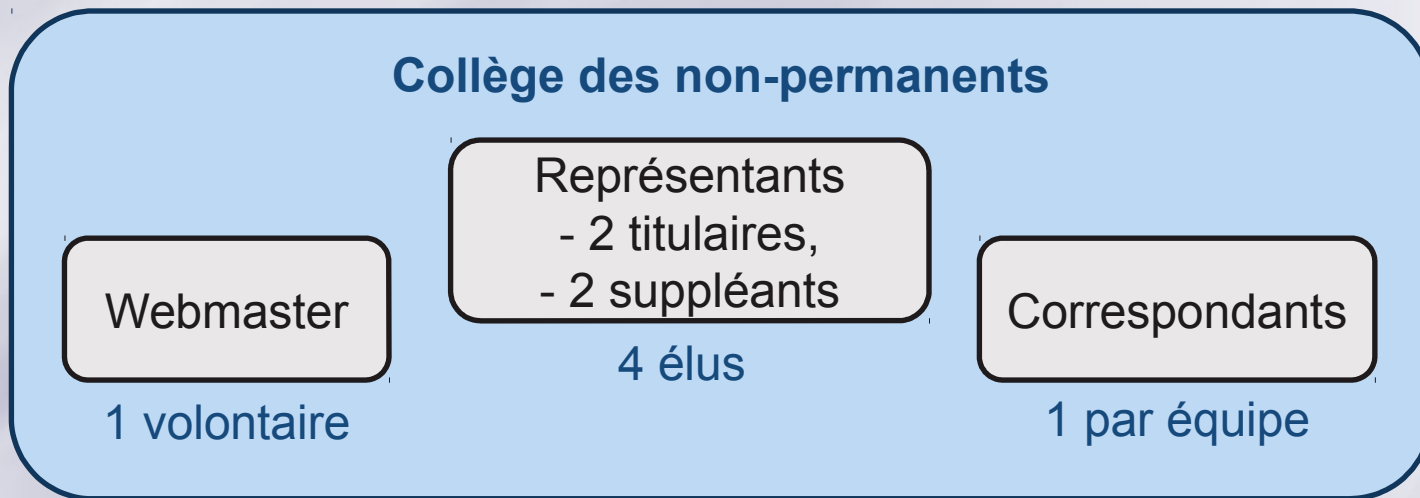 Collège des non-permanents
Représentants
- 2 titulaires,
- 2 suppléants
4 élus
Webmaster
1 volontaire
Correspondants
1 par équipe